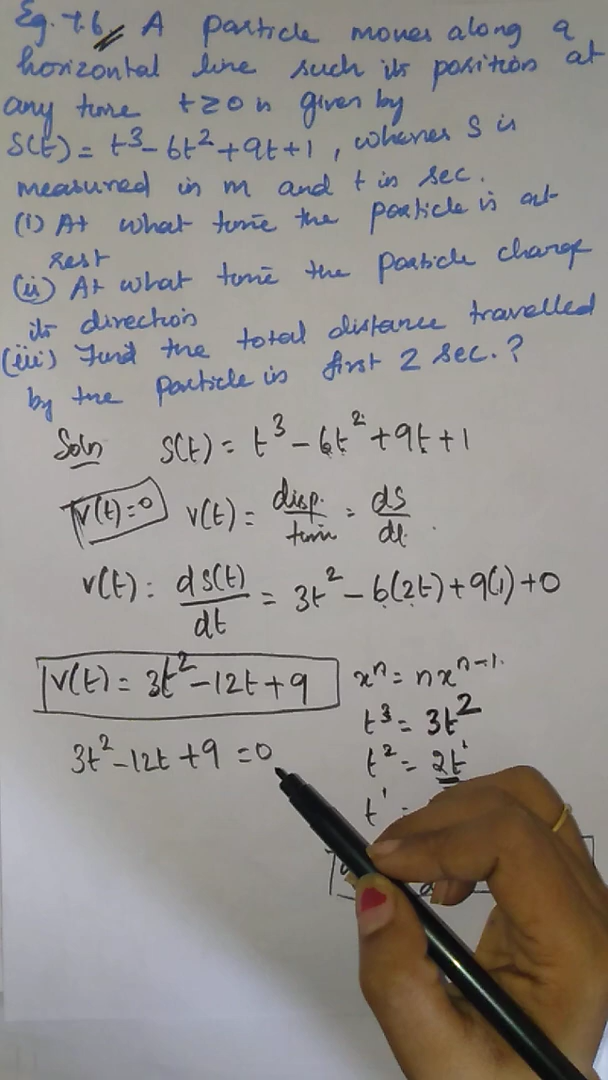 Eg. 7.6 A particle moves along a
horizontal line such its position at
any time t≥0 is given by
S(t) = t³ - 6t² + 9t + 1, wheres S is
measured in m and t in sec.
(i) At what time the particle is at
rest
(ii) At what time the particle change
its direction
(iii) Find the total distance travelled
by the particle in first 2 sec.?
Soln S(t) = t³ - 6t² + 9t + 1
V(t) = 0 V(t) = disp./time = ds/dt.
V(t) = ds(t)/dt = 3t² - 6(2t) + 9(1) + 0
V(t) = 3t² - 12t + 9
xⁿ = nxⁿ⁻¹.
t³ = 3t²
3t² - 12t + 9 = 0
t² = 2t¹
t¹ =